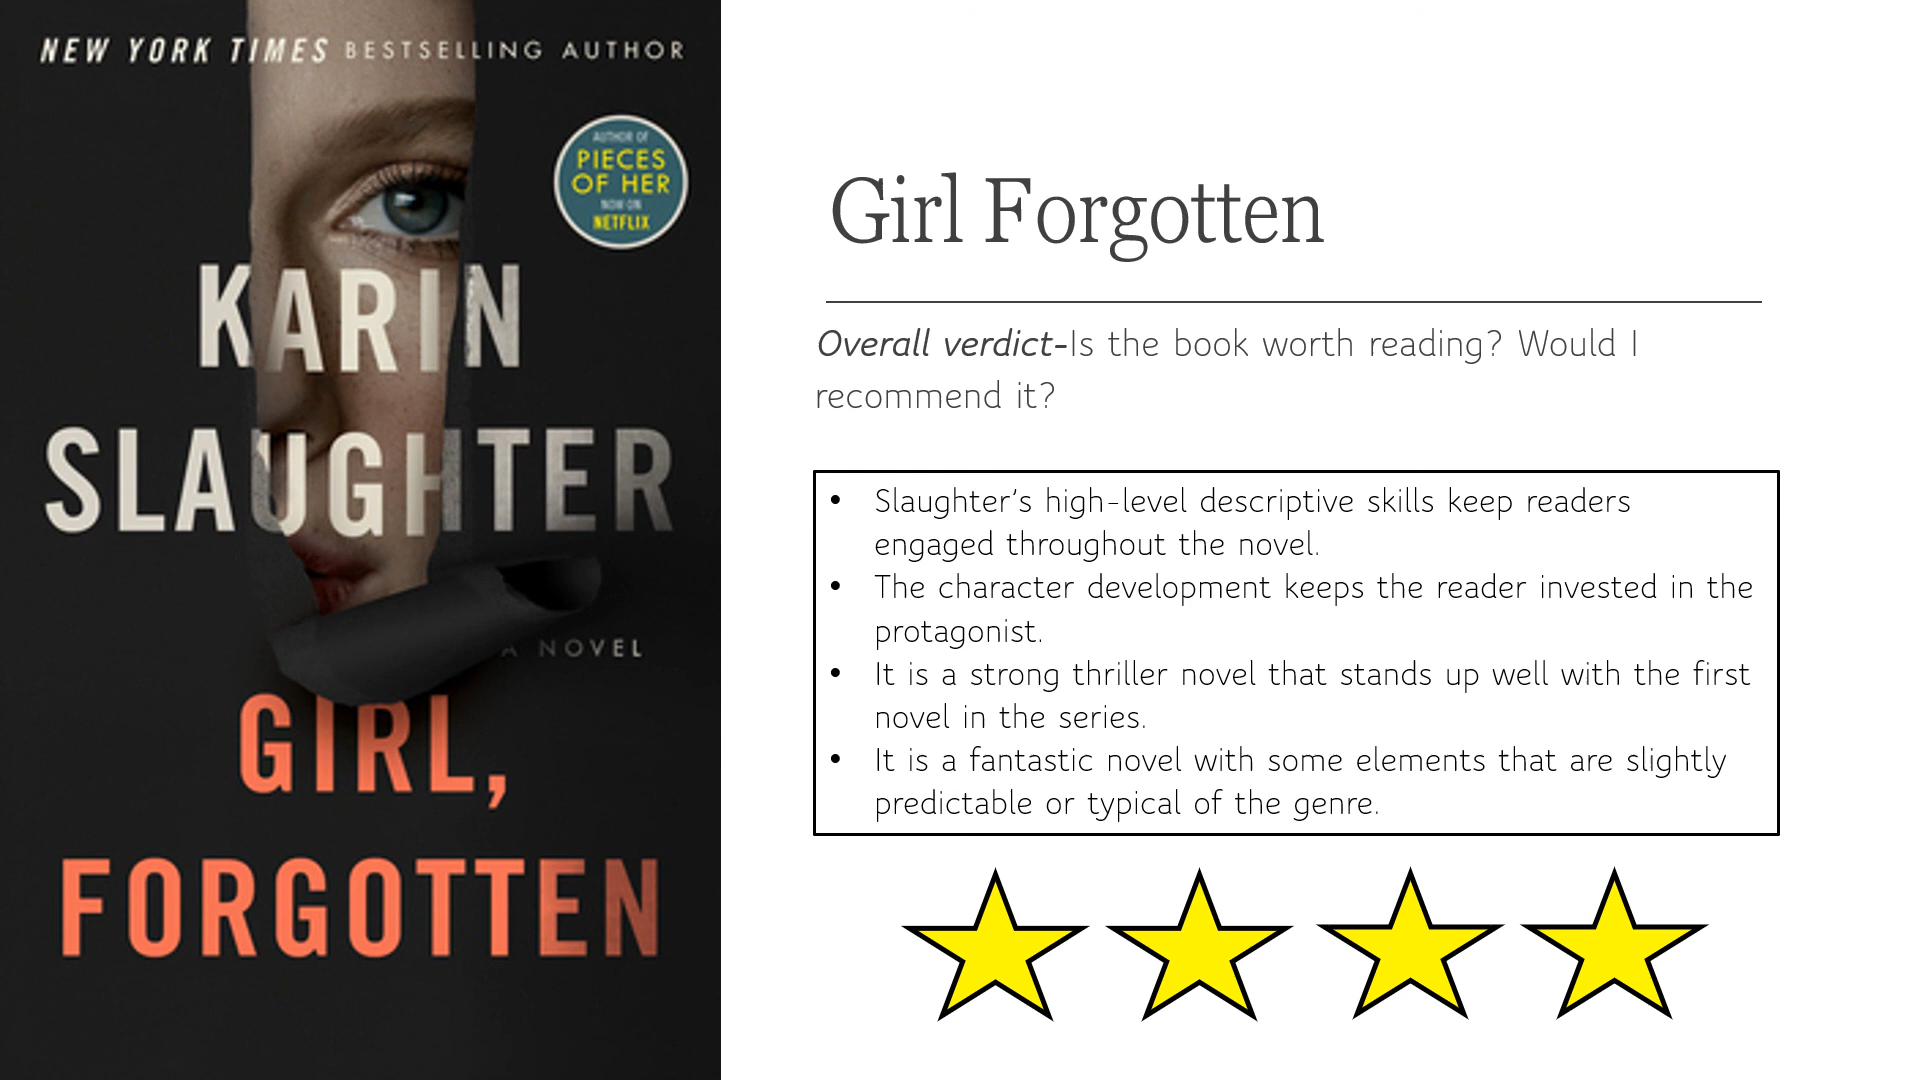 NEW YORK TIMES BESTSELLING AUTHOR
AUTHOR OF
PIECES
OF HER
NOW ON
NETFLIX
KARIN
SLAUGHTER
A NOVEL
GIRL,
FORGOTTEN
Girl Forgotten
Overall verdict-Is the book worth reading? Would I
recommend it?
• Slaughter’s high-level descriptive skills keep readers
engaged throughout the novel.
• The character development keeps the reader invested in the
protagonist.
• It is a strong thriller novel that stands up well with the first
novel in the series.
• It is a fantastic novel with some elements that are slightly
predictable or typical of the genre.